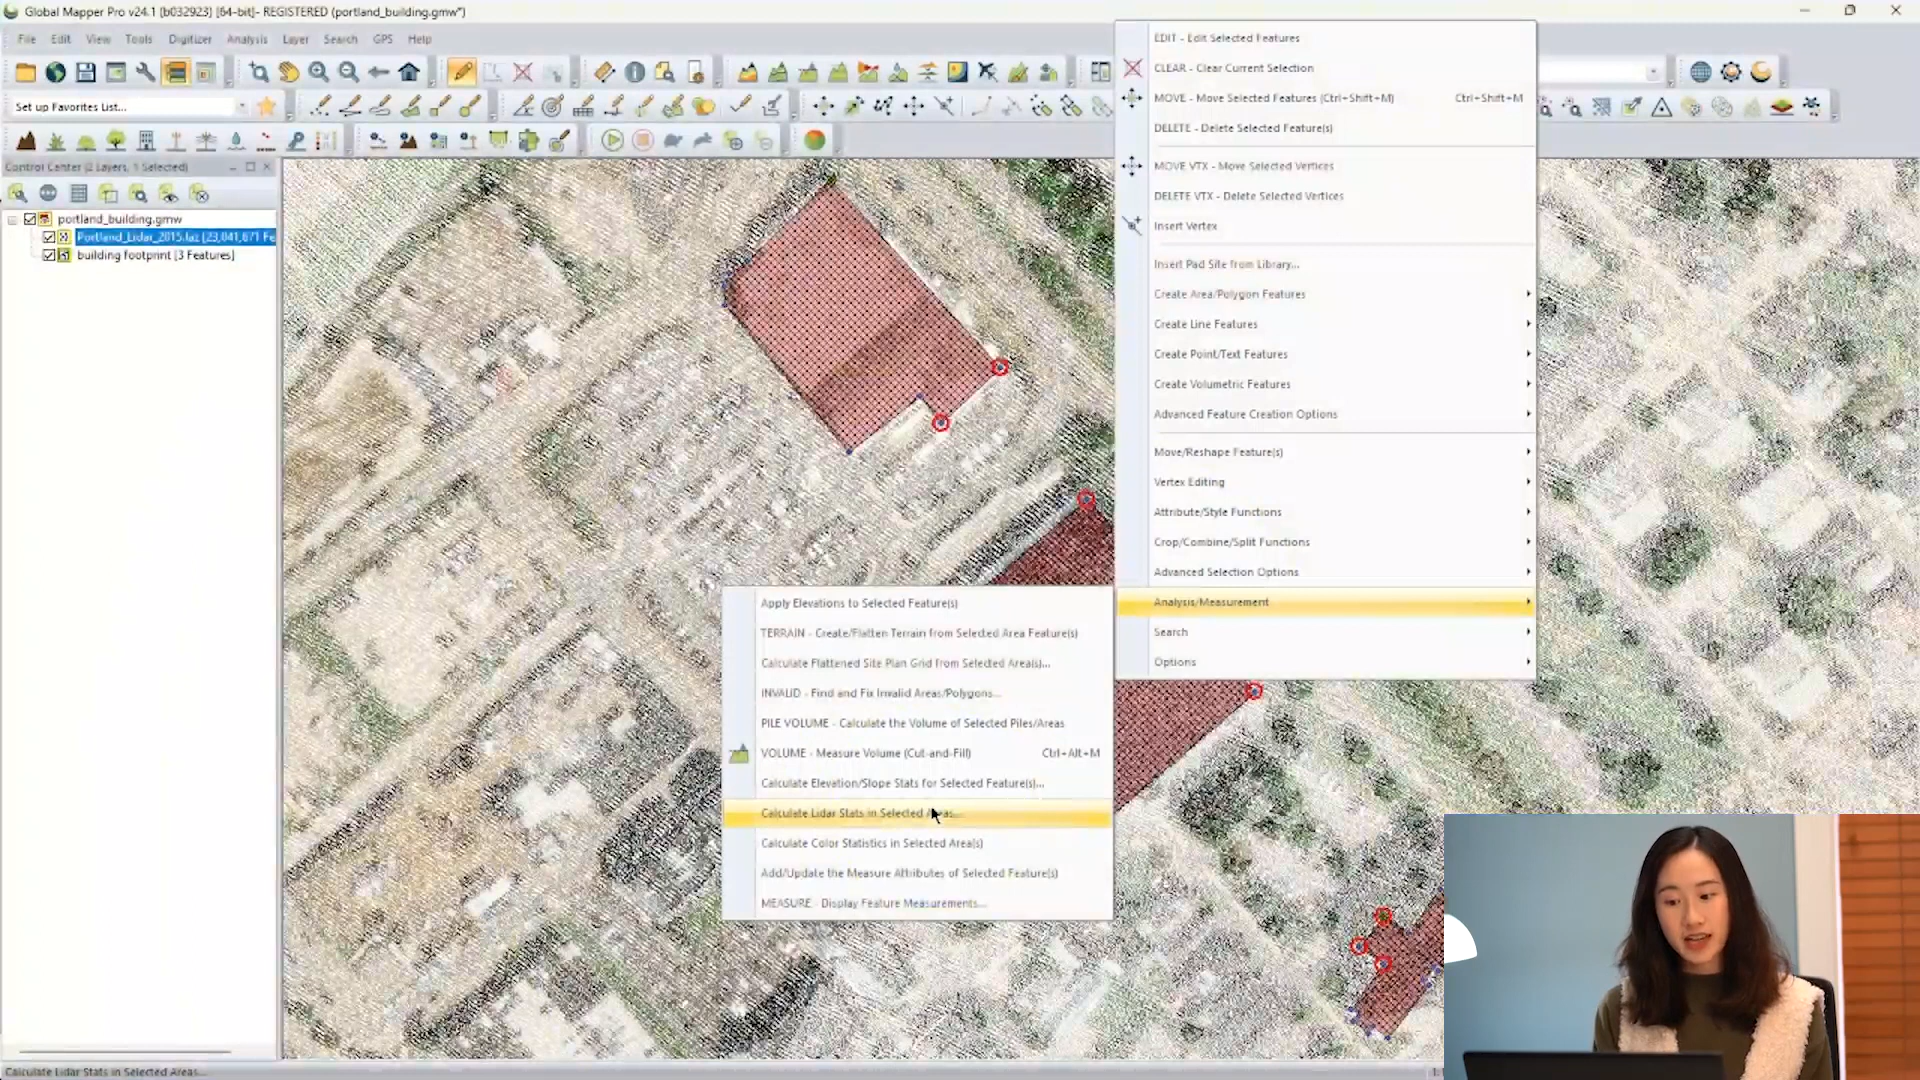 Global Mapper Pro v24.1 [b032923] [64-bit]- REGISTERED (portland_building.gmw*)
File Edit View Tools Digitizer Analysis Layer Search GPS Help
Set up Favorites List...
Control Center [2 Layers, 1 Selected]
portland_building.gmw
Portland_Lidar_2015.laz [23,041,671 Fe
building footprint [3 Features]
EDIT - Edit Selected Features
CLEAR - Clear Current Selection
MOVE - Move Selected Features (Ctrl+Shift+M) Ctrl+Shift+M
DELETE - Delete Selected Feature(s)
MOVE VTX - Move Selected Vertices
DELETE VTX - Delete Selected Vertices
Insert Vertex
Insert Pad Site from Library...
Create Area/Polygon Features
Create Line Features
Create Point/Text Features
Create Volumetric Features
Advanced Feature Creation Options
Move/Reshape Feature(s)
Vertex Editing
Attribute/Style Functions
Crop/Combine/Split Functions
Advanced Selection Options
Analysis/Measurement
Search
Options
Apply Elevations to Selected Feature(s)
TERRAIN - Create/Flatten Terrain from Selected Area Feature(s)
Calculate Flattened Site Plan Grid from Selected Area(s)...
INVALID - Find and Fix Invalid Areas/Polygons...
PILE VOLUME - Calculate the Volume of Selected Piles/Areas
VOLUME - Measure Volume (Cut-and-Fill) Ctrl+Alt+M
Calculate Elevation/Slope Stats for Selected Feature(s)...
Calculate Lidar Stats in Selected Areas...
Calculate Color Statistics in Selected Area(s)
Add/Update the Measure Attributes of Selected Feature(s)
MEASURE - Display Feature Measurements...
Calculate Lidar Stats in Selected Areas...